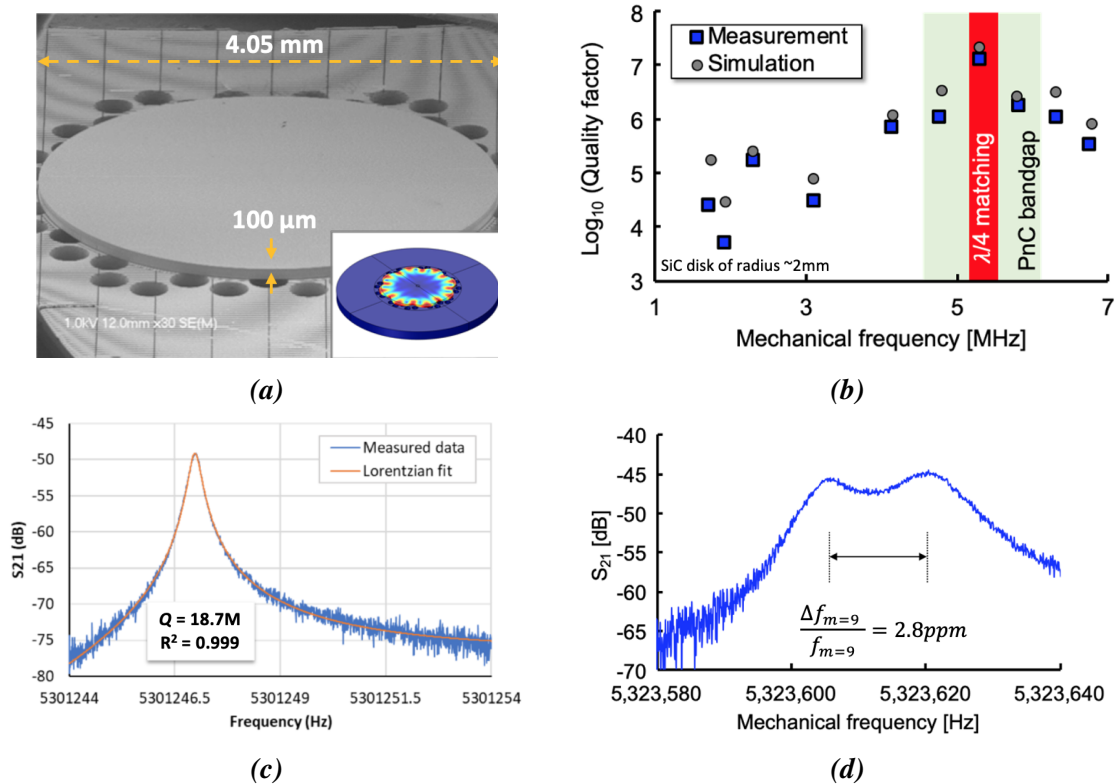 4.05 mm
100 µm
1.0kV 12.0mm x30 SE(M)
(a)
Log10 (Quality factor)
7
6
5
4
3
Measurement
Simulation
λ/4 matching
PnC bandgap
SiC disk of radius ~2mm
1
3
5
7
Mechanical frequency [MHz]
(b)
S21 (dB)
-45
-50
-55
-60
-65
-70
-75
-80
Measured data
Lorentzian fit
Q = 18.7M
R² = 0.999
5301244
5301246.5
5301249
5301251.5
5301254
Frequency (Hz)
(c)
S21 [dB]
-40
-45
-50
-55
-60
-65
-70
Δfm=9 / fm=9 = 2.8ppm
5,323,580
5,323,600
5,323,620
5,323,640
Mechanical frequency [Hz]
(d)